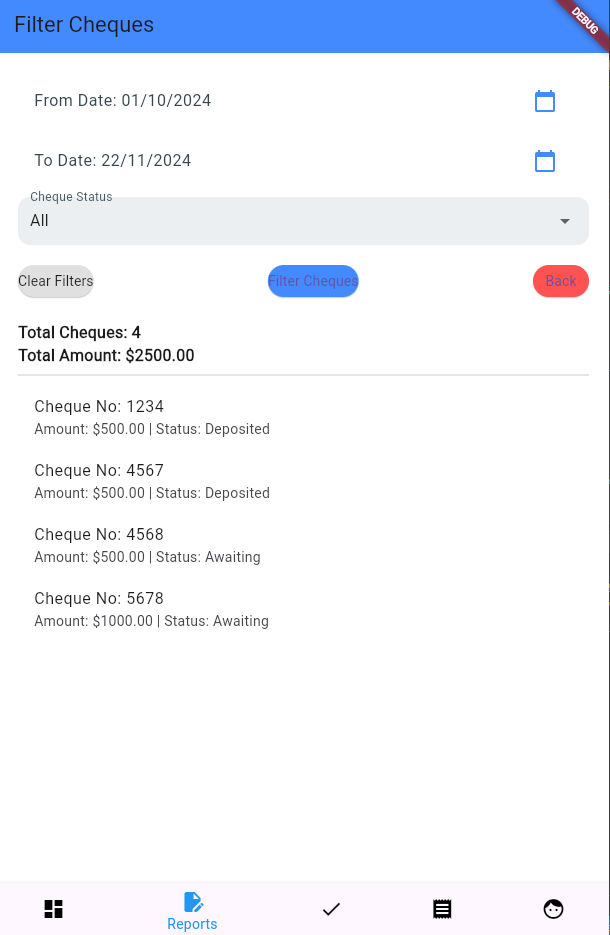 Filter Cheques
DEBUG
From Date: 01/10/2024
To Date: 22/11/2024
Cheque Status
All
Clear Filters
Filter Cheques
Back
Total Cheques: 4
Total Amount: $2500.00
Cheque No: 1234
Amount: $500.00 | Status: Deposited
Cheque No: 4567
Amount: $500.00 | Status: Deposited
Cheque No: 4568
Amount: $500.00 | Status: Awaiting
Cheque No: 5678
Amount: $1000.00 | Status: Awaiting
Reports